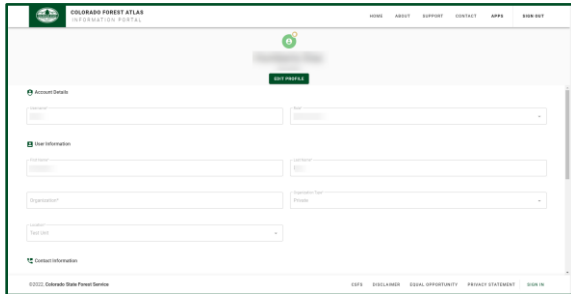 COLORADO FOREST ATLAS
INFORMATION PORTAL
HOME ABOUT SUPPORT CONTACT APPS SIGN OUT
EDIT PROFILE
Account Details
User Information
Organization*
Organization Type
Private
Location
Test Unit
Contact Information
©2022, Colorado State Forest Service
CSFS DISCLAIMER EQUAL OPPORTUNITY PRIVACY STATEMENT SIGN IN